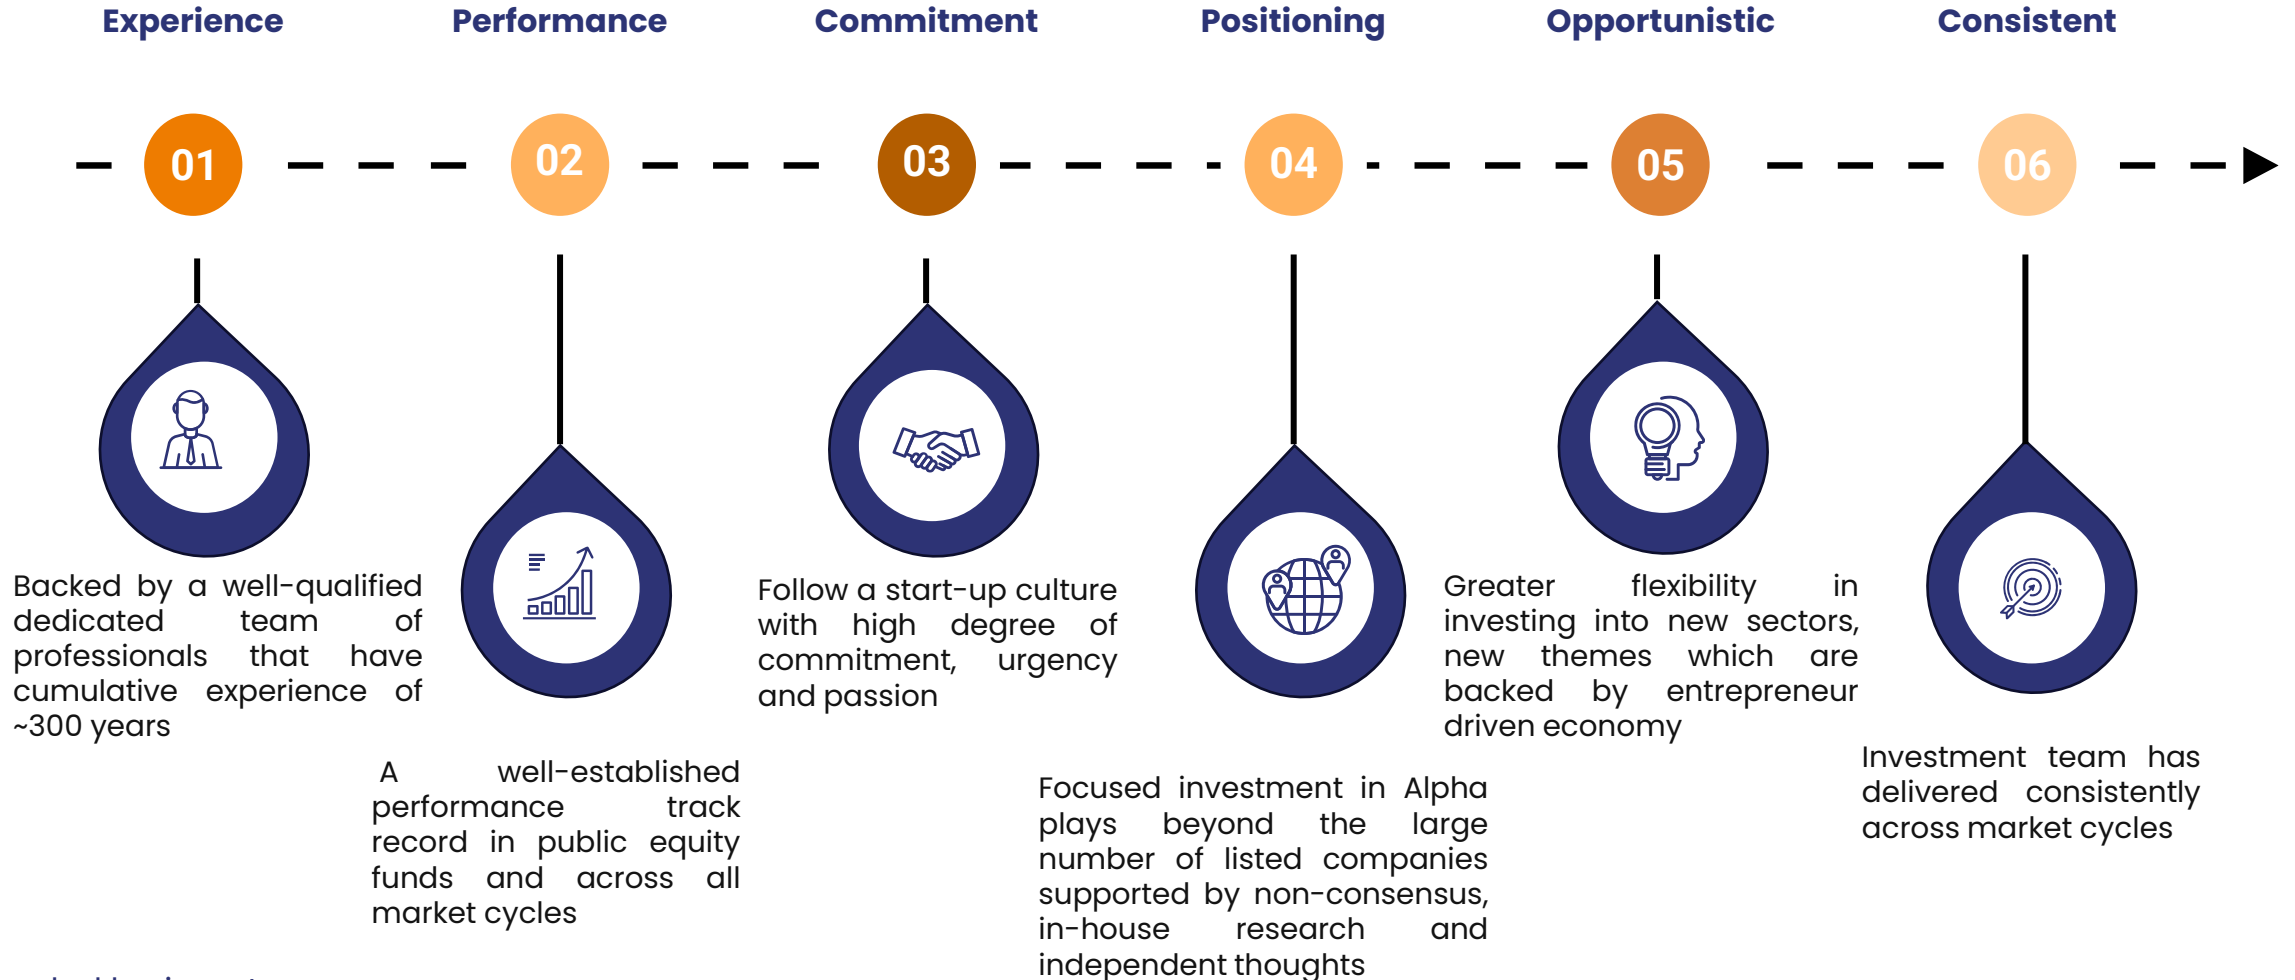 Experience
Performance
Commitment
Positioning
Opportunistic
Consistent
01
02
03
04
05
06
Backed by a well-qualified
dedicated team of
professionals that have
cumulative experience of
~300 years
A well-established
performance track
record in public equity
funds and across all
market cycles
Follow a start-up culture
with high degree of
commitment, urgency
and passion
Focused investment in Alpha
plays beyond the large
number of listed companies
supported by non-consensus,
in-house research and
independent thoughts
Greater flexibility in
investing into new sectors,
new themes which are
backed by entrepreneur
driven economy
Investment team has
delivered consistently
across market cycles